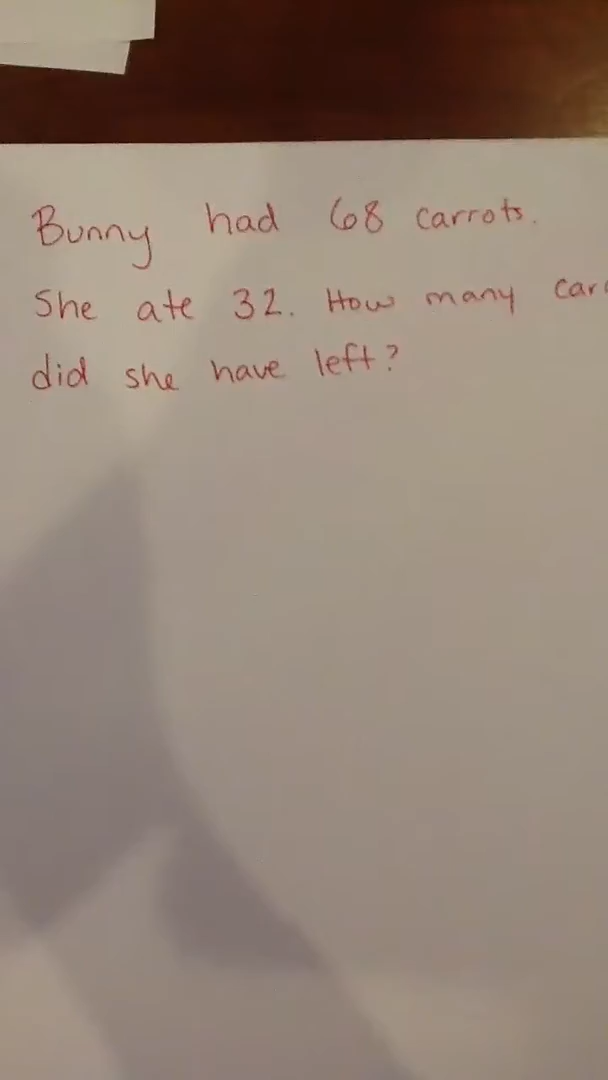 Bunny had 68 carrots.
She ate 32. How many car
did she have left?